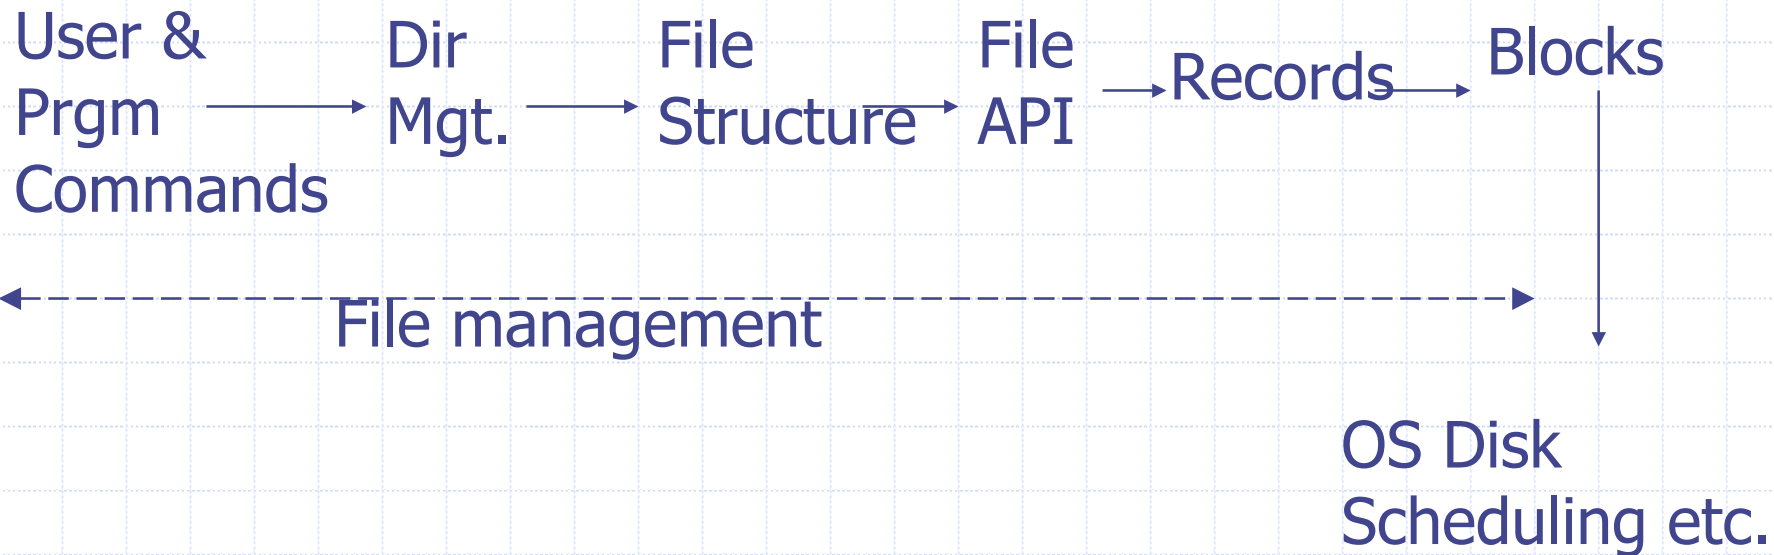 User &
Prgm
Commands
Dir
Mgt.
File
Structure
File
API
Records
Blocks
File management
OS Disk
Scheduling etc.